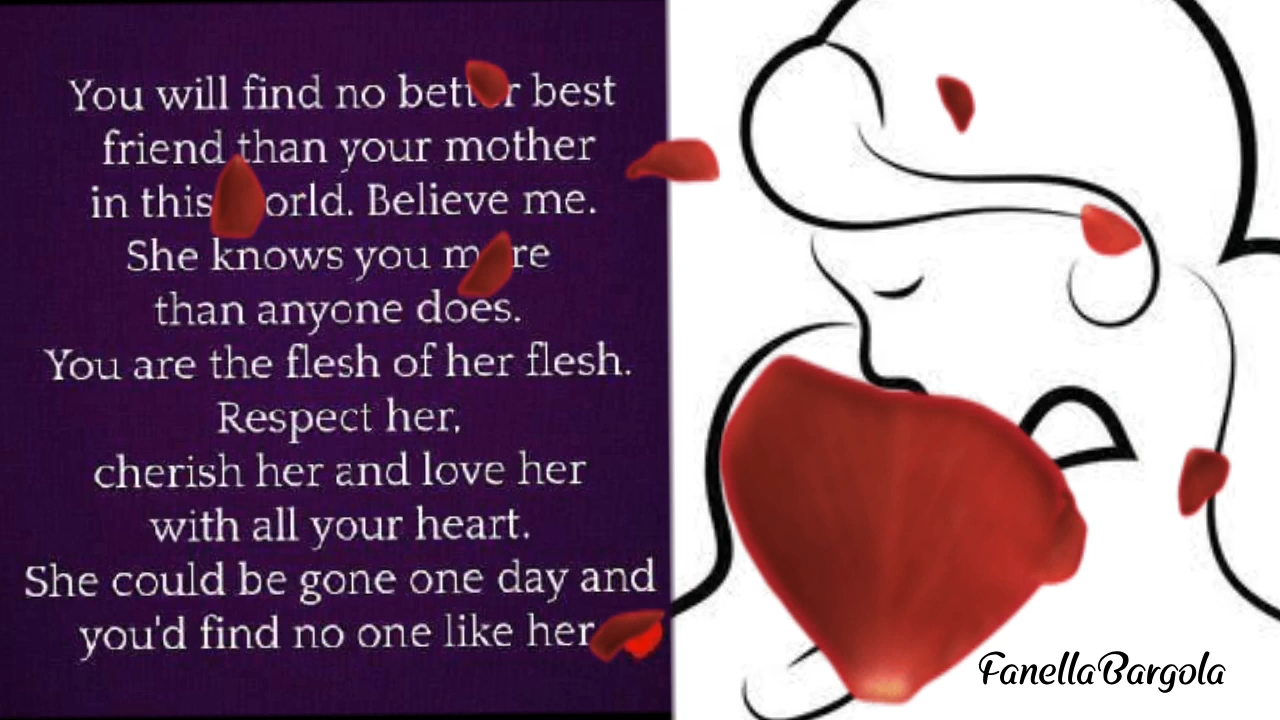 You will find no better best
friend than your mother
in this world. Believe me.
She knows you more
than anyone does.
You are the flesh of her flesh.
Respect her,
cherish her and love her
with all your heart.
She could be gone one day and
you'd find no one like her
FanellaBargola